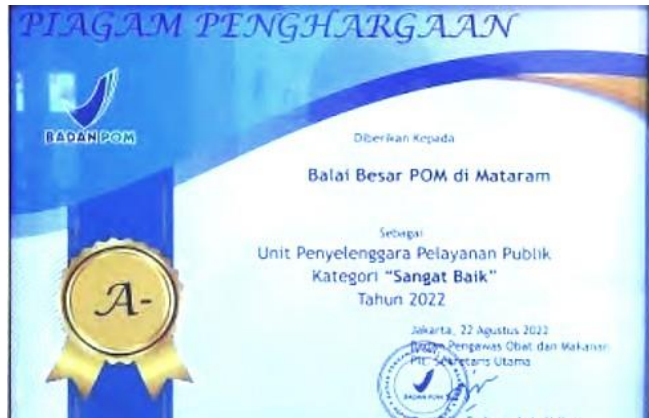 PIAGAM PENGHARGAAN
BADAN POM
Diberikan Kepada
Balai Besar POM di Mataram
Sebagai
Unit Penyelenggara Pelayanan Publik
Kategori “Sangat Baik”
Tahun 2022
A-
Jakarta, 22 Agustus 2022
Badan Pengawas Obat dan Makanan
Plt. Sekretaris Utama
BADAN POM